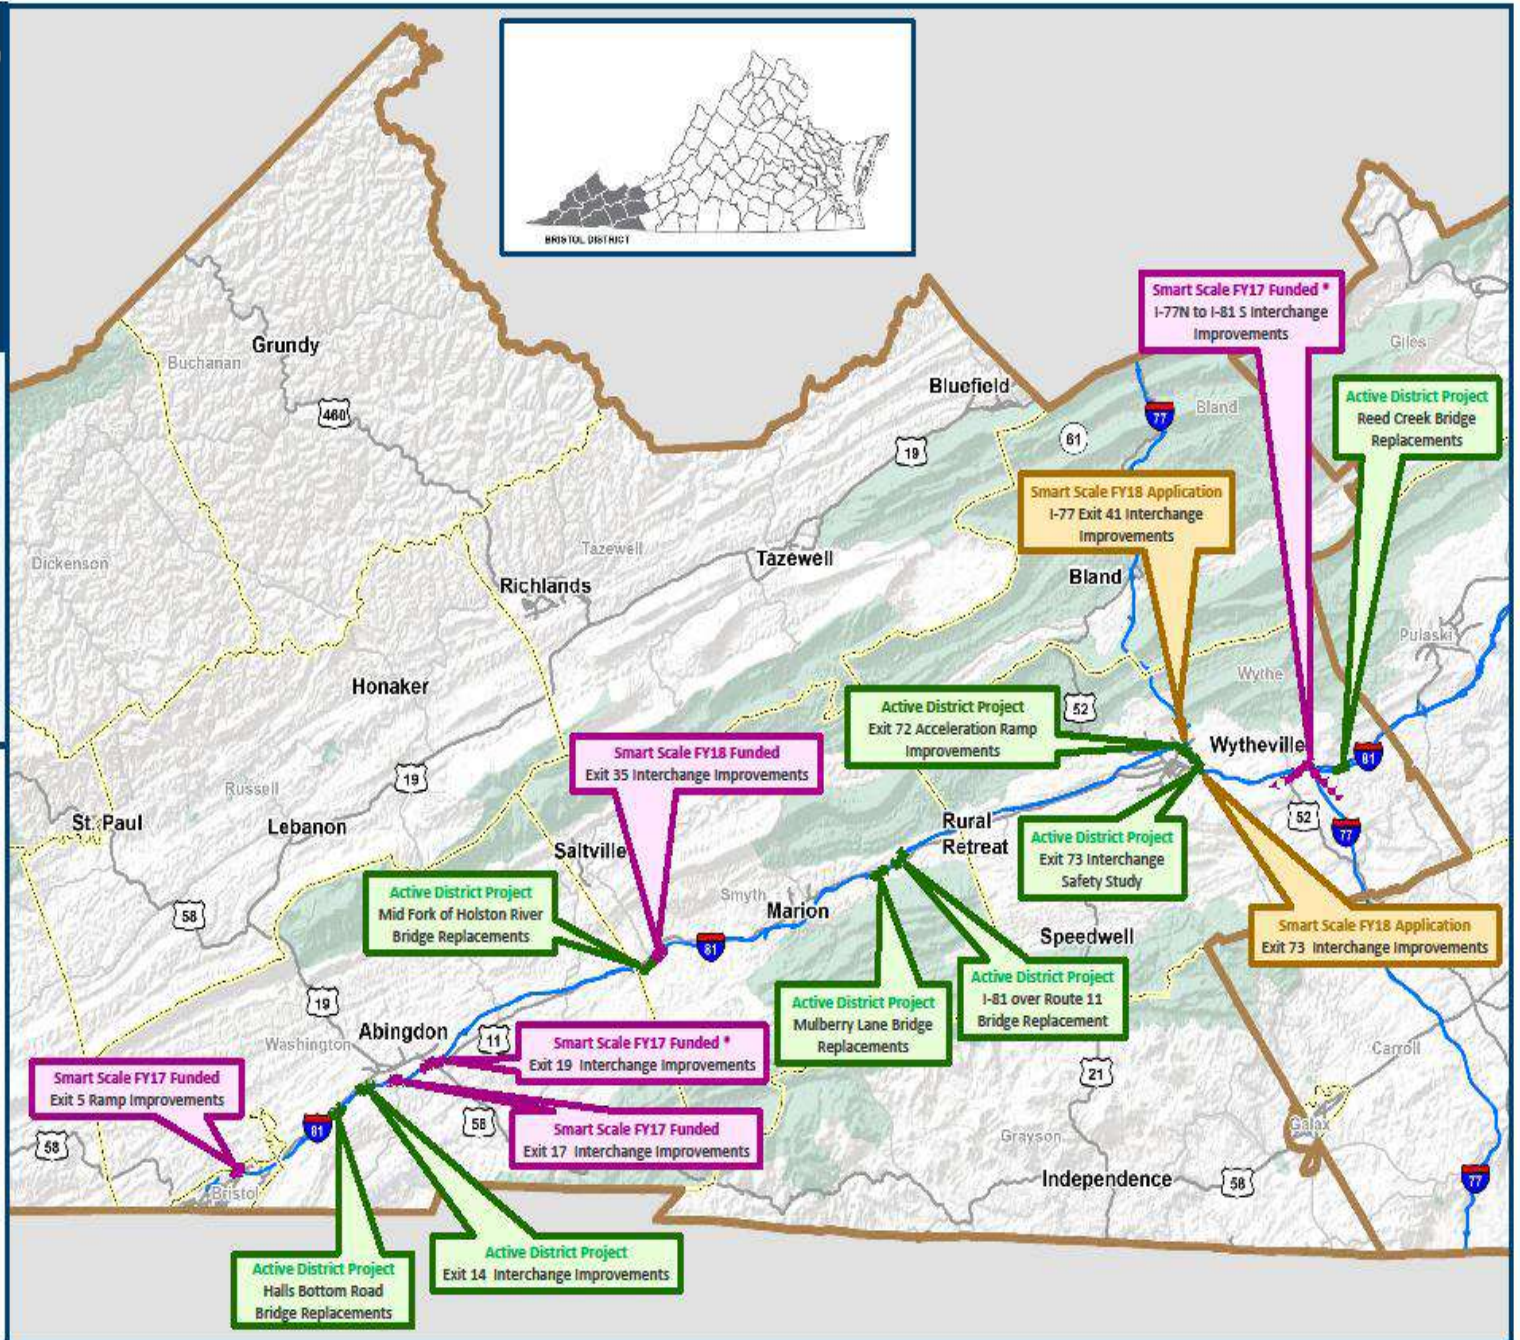 BRISTOL DISTRICT
Smart Scale FY17 Funded *
I-77N to I-81 S Interchange
Improvements
Giles
Grundy
Buchanan
Bluefield
Bland
77
Active District Project
Reed Creek Bridge
Replacements
460
61
19
Smart Scale FY18 Application
I-77 Exit 41 Interchange
Improvements
Dickenson
Tazewell
Tazewell
Richlands
Bland
Pulaski
Honaker
Wythe
Active District Project
Exit 72 Acceleration Ramp
Improvements
52
Smart Scale FY18 Funded
Exit 35 Interchange Improvements
Wytheville
81
19
Russell
St. Paul
Lebanon
Saltville
Rural
Retreat
52
77
Active District Project
Exit 73 Interchange
Safety Study
Active District Project
Mid Fork of Holston River
Bridge Replacements
Smyth
Marion
58
81
Speedwell
Smart Scale FY18 Application
Exit 73 Interchange Improvements
19
Active District Project
Mulberry Lane Bridge
Replacements
Active District Project
I-81 over Route 11
Bridge Replacement
Abingdon
Washington
11
Smart Scale FY17 Funded *
Exit 19 Interchange Improvements
Carroll
21
Smart Scale FY17 Funded
Exit 5 Ramp Improvements
81
58
58
Smart Scale FY17 Funded
Exit 17 Interchange Improvements
Grayson
Galax
Independence
58
77
Bristol
Active District Project
Halls Bottom Road
Bridge Replacements
Active District Project
Exit 14 Interchange Improvements